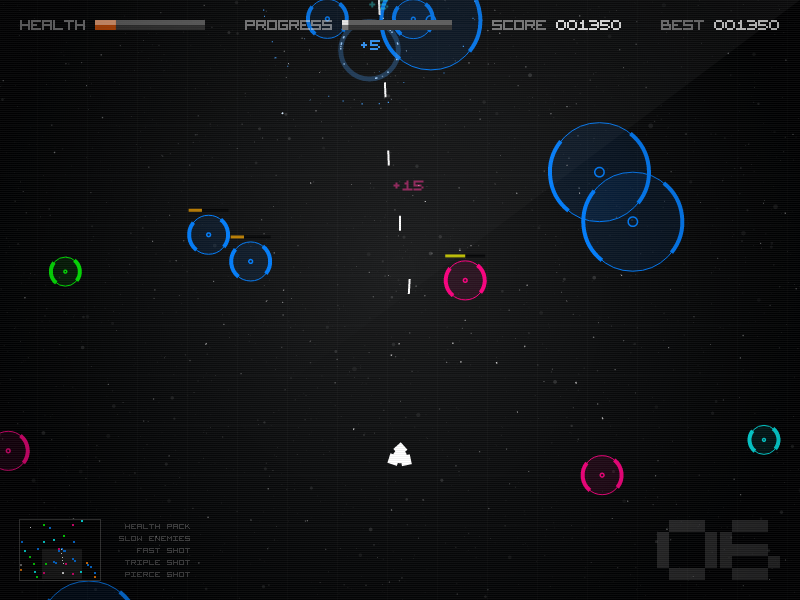 HEALTH PROGRESS SCORE 001350 BEST 001350
+5
+15
HEALTH PACK
SLOW ENEMIES
FAST SHOT
TRIPLE SHOT
PIERCE SHOT
06